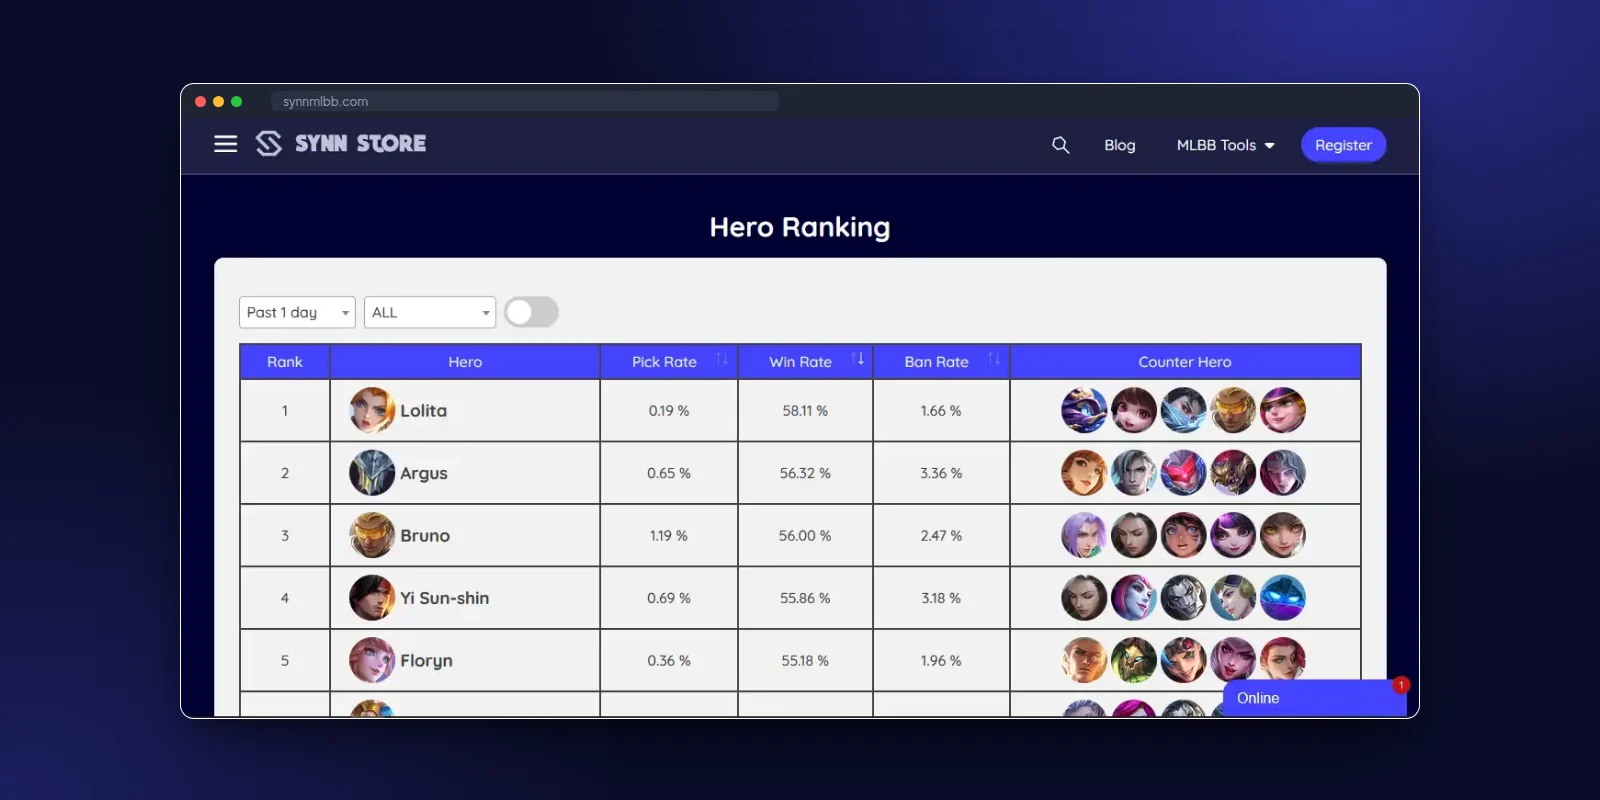 synnmlbb.com
SYNN STORE
Blog
MLBB Tools
Register
Hero Ranking
Past 1 day
ALL
Rank Hero Pick Rate Win Rate Ban Rate Counter Hero
1 Lolita 0.19 % 58.11 % 1.66 %
2 Argus 0.65 % 56.32 % 3.36 %
3 Bruno 1.19 % 56.00 % 2.47 %
4 Yi Sun-shin 0.69 % 55.86 % 3.18 %
5 Floryn 0.36 % 55.18 % 1.96 %
Online
1